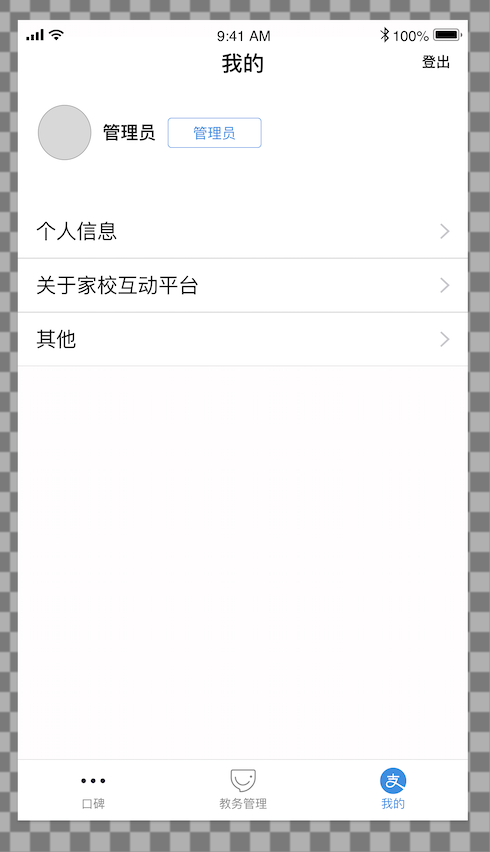 9:41 AM
100%
我的
登出
管理员
管理员
个人信息
关于家校互动平台
其他
支
口碑
教务管理
我的